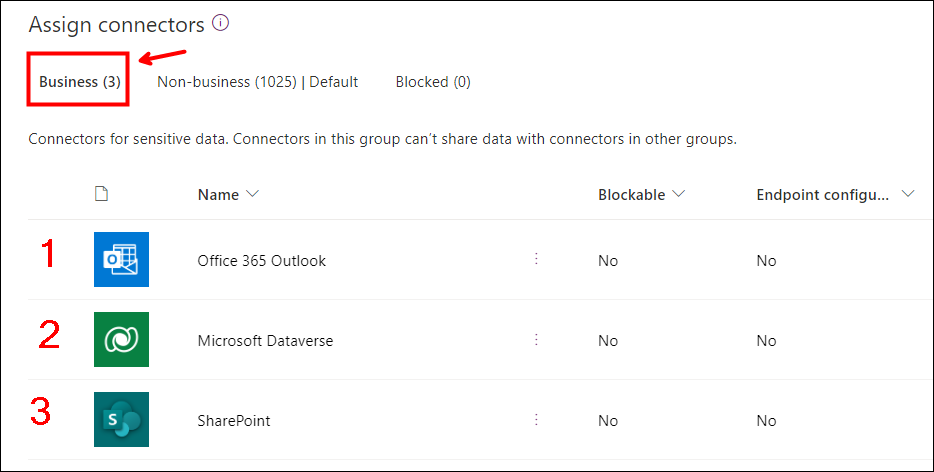 Assign connectors
Business (3) Non-business (1025) | Default Blocked (0)
Connectors for sensitive data. Connectors in this group can't share data with connectors in other groups.
Name Blockable Endpoint configu...
1 Office 365 Outlook No No
2 Microsoft Dataverse No No
3 SharePoint No No